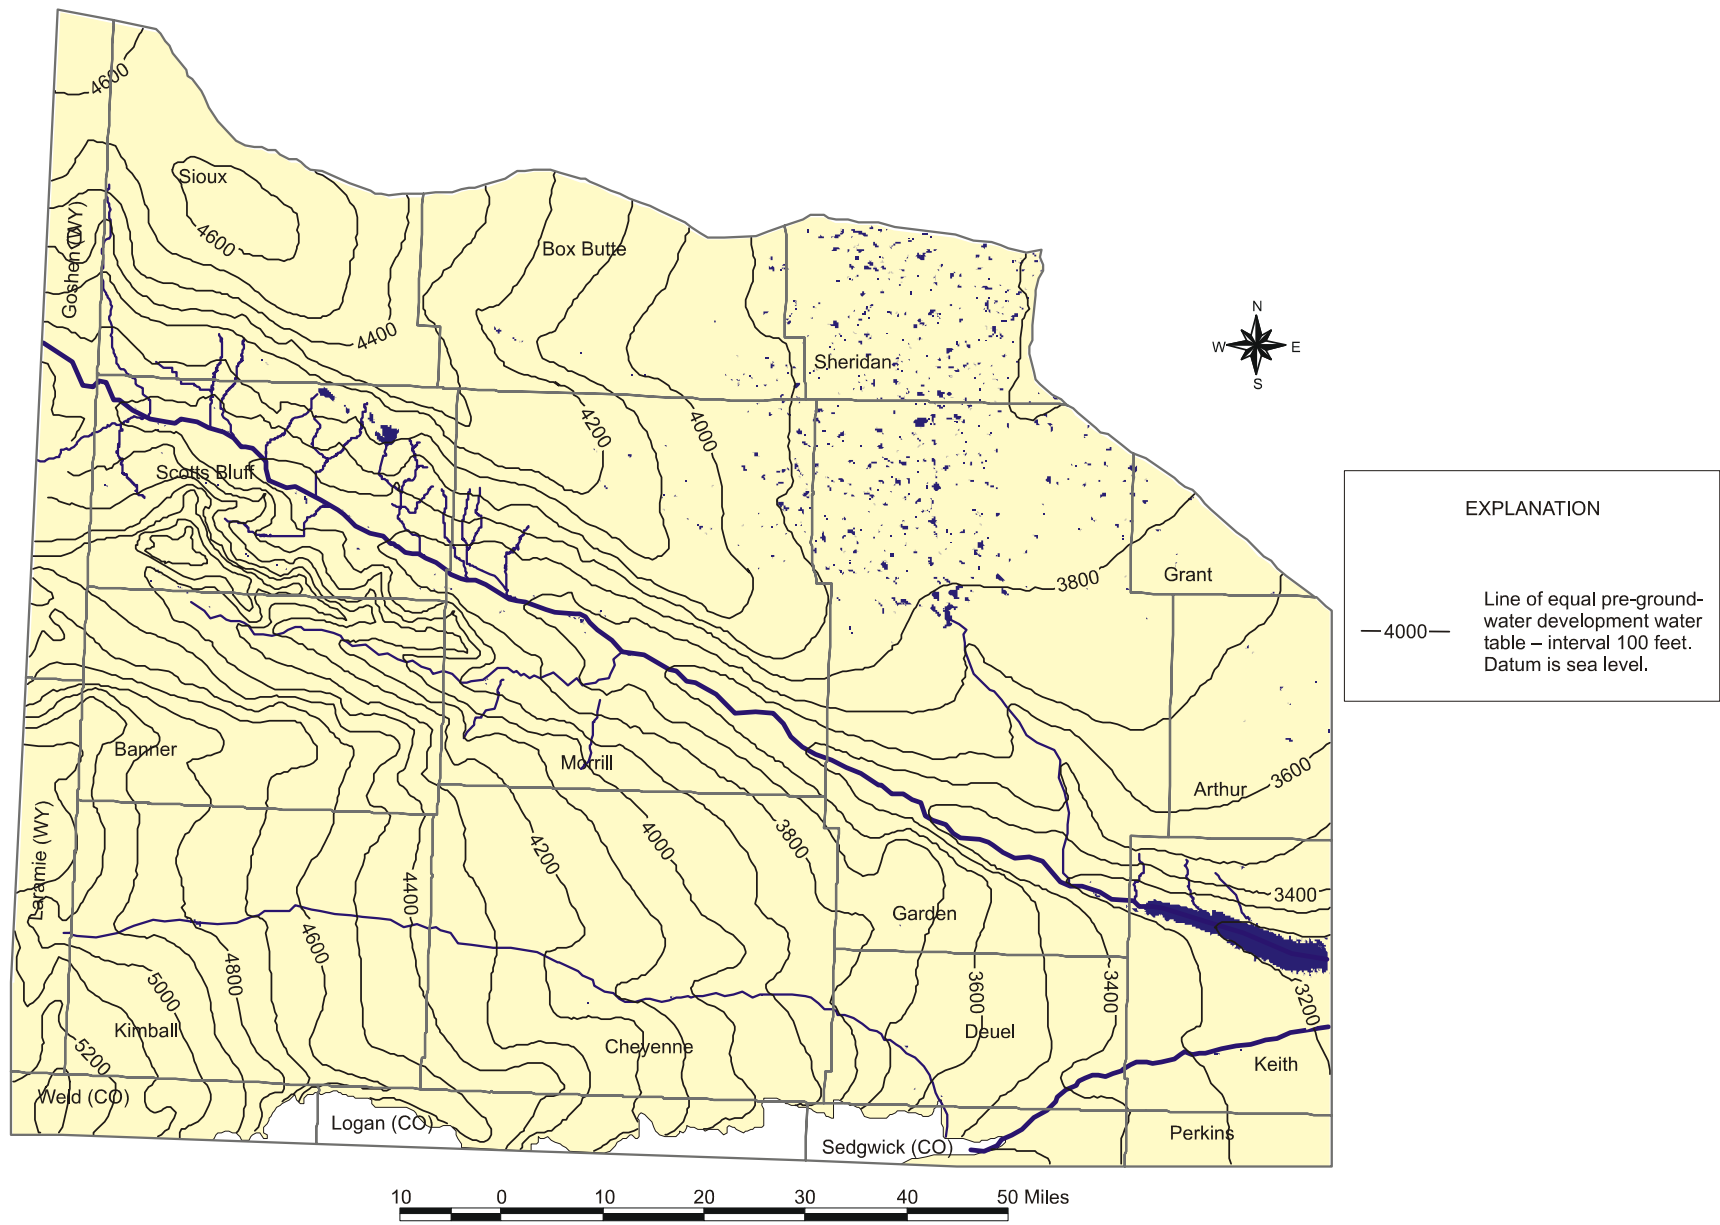 4600
Sioux
Goshen (WY)
4600
Box Butte
4400
Sheridan
N
W
E
S
4200
4000
Scotts Bluff
EXPLANATION
3800
Grant
4000
Line of equal pre-ground-
water development water
table – interval 100 feet.
Datum is sea level.
Banner
Morrill
3600
Arthur
Laramie (WY)
4200
4000
3800
4400
3400
Garden
4600
4800
5000
3600
3400
3200
Kimball
Cheyenne
Deuel
5200
Keith
Weld (CO)
Logan (CO)
Sedgwick (CO)
Perkins
10 0 10 20 30 40 50 Miles